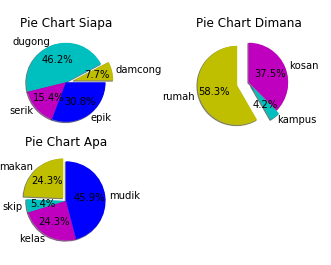 Pie Chart Siapa
dugong
46.2%
7.7%
damcong
15.4%
30.8%
serik
epik
Pie Chart Dimana
37.5%
kosan
rumah
58.3%
4.2%
kampus
Pie Chart Apa
makan
24.3%
45.9%
mudik
skip
5.4%
24.3%
kelas